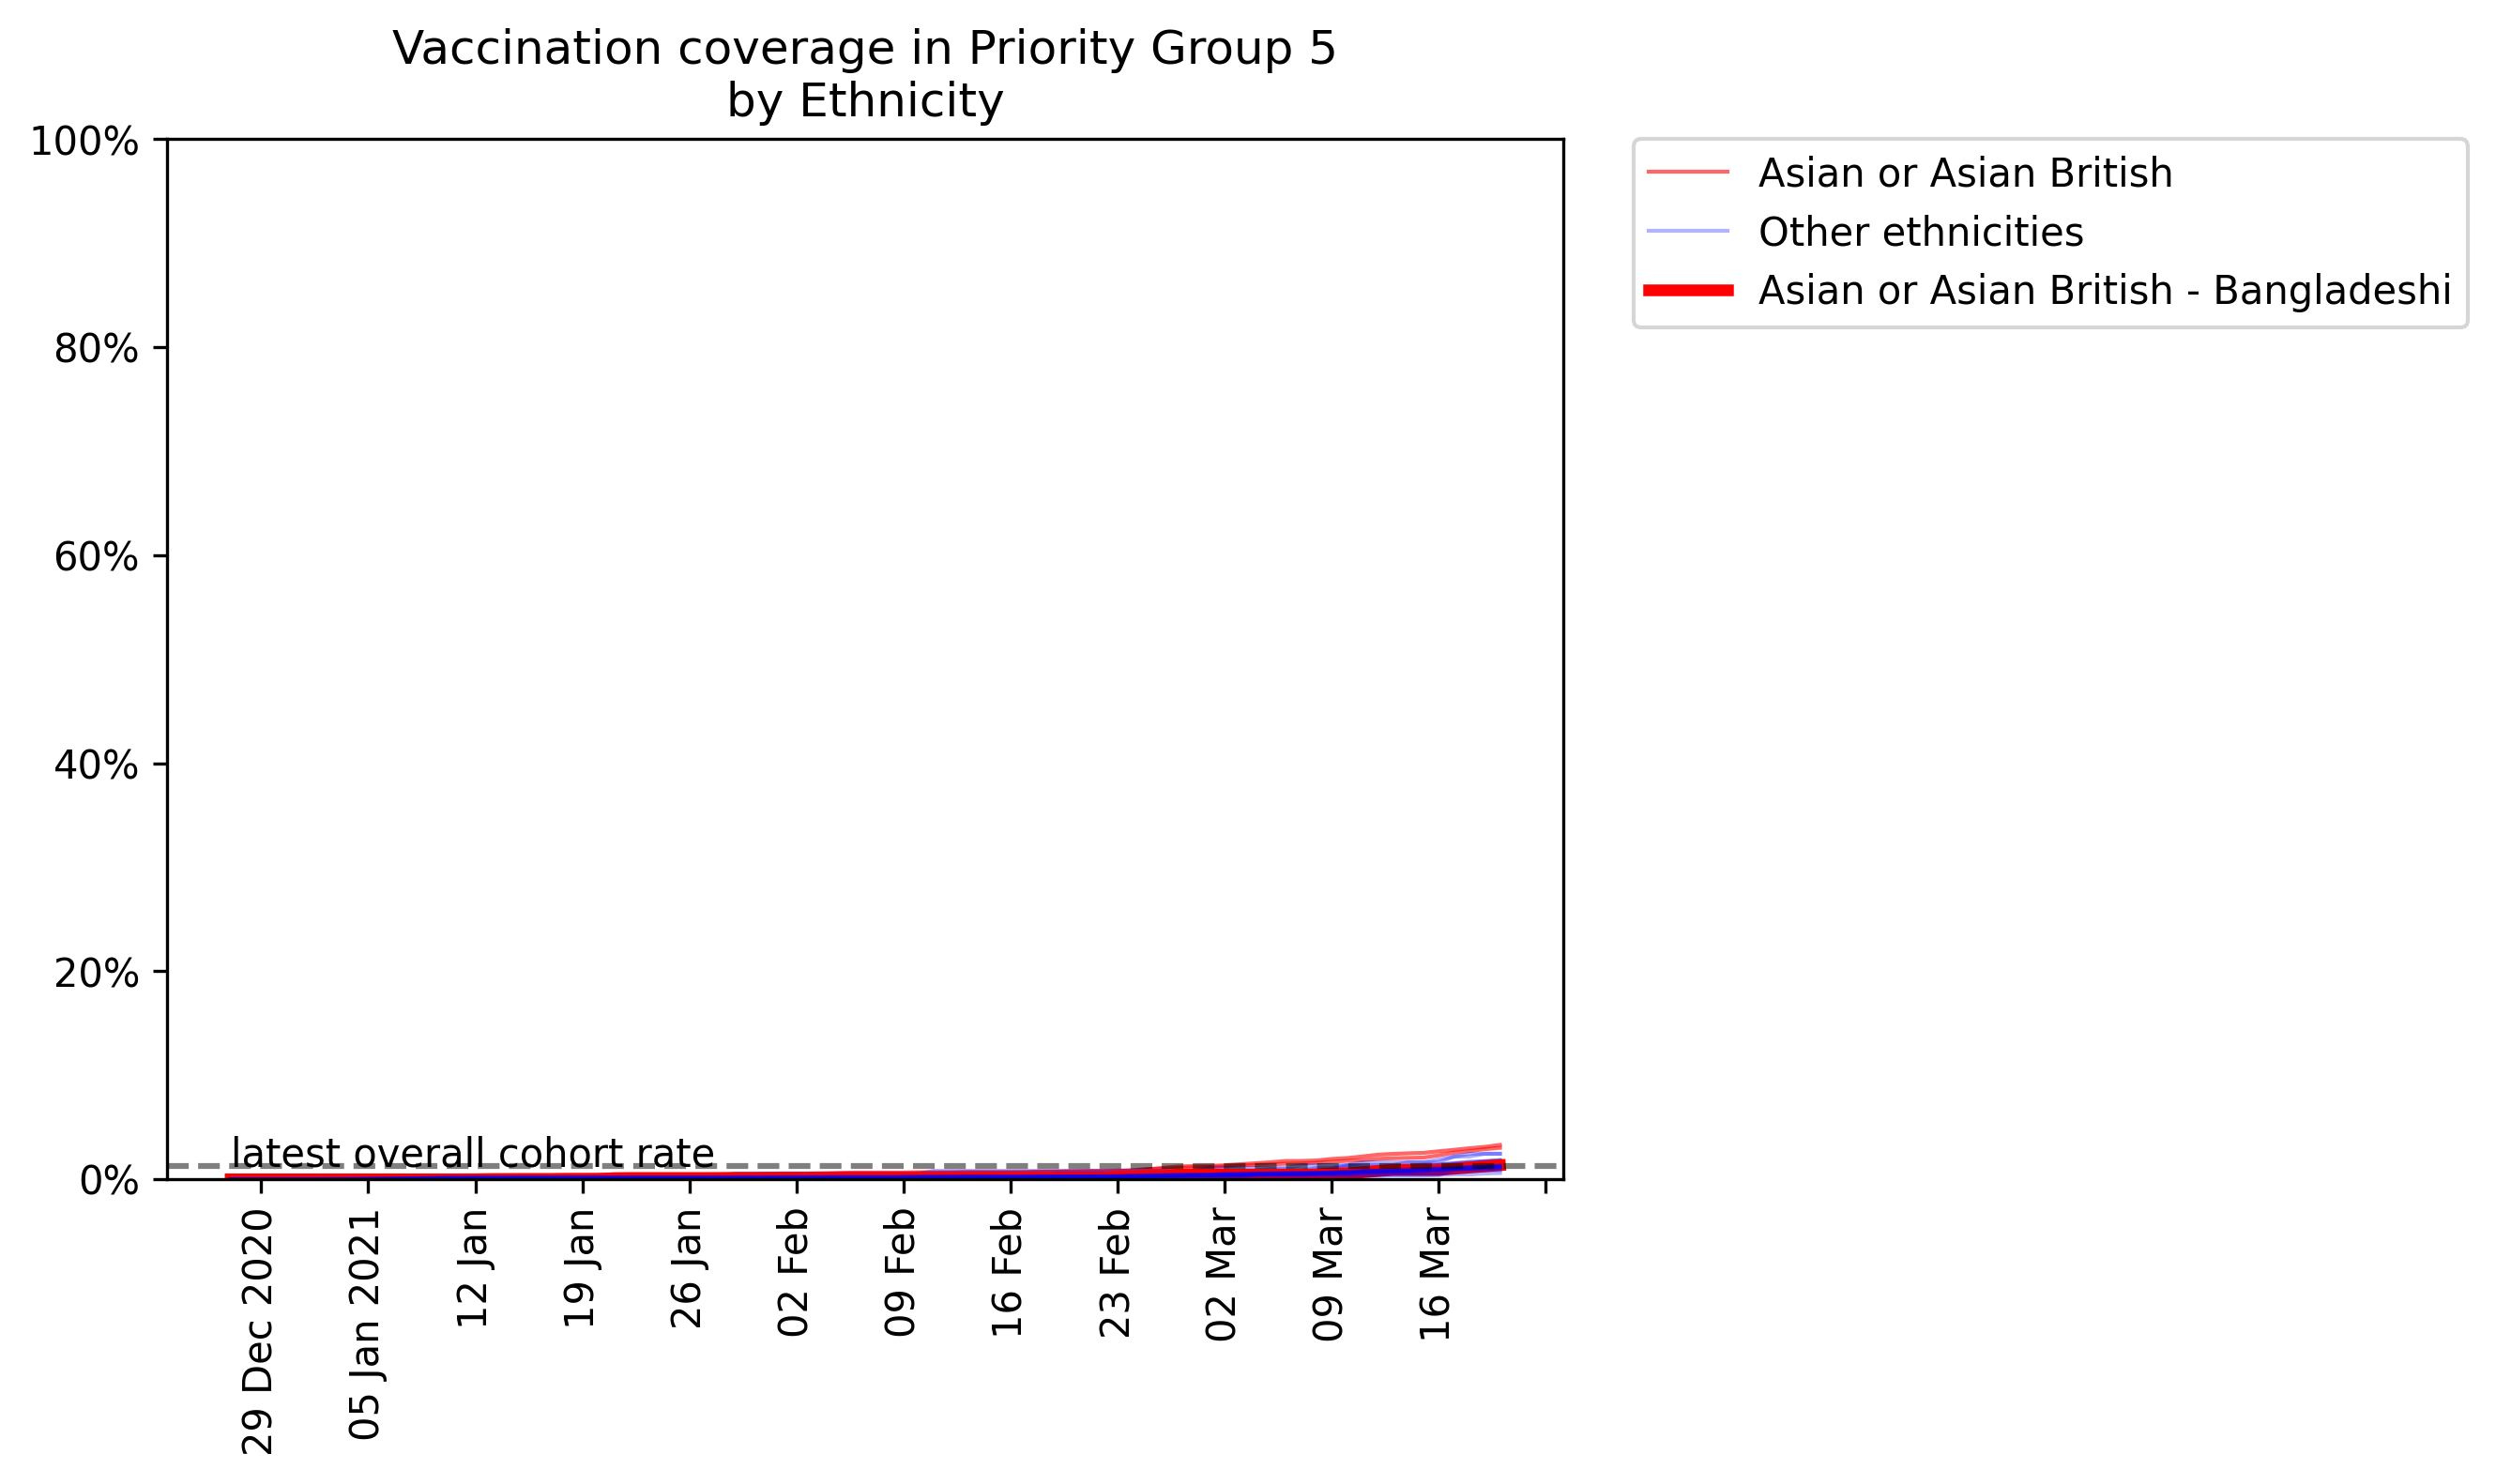 Vaccination coverage in Priority Group 5
by Ethnicity
100%
80%
60%
40%
20%
0%
latest overall cohort rate
29 Dec 2020
05 Jan 2021
12 Jan
19 Jan
26 Jan
02 Feb
09 Feb
16 Feb
23 Feb
02 Mar
09 Mar
16 Mar
Asian or Asian British
Other ethnicities
Asian or Asian British - Bangladeshi